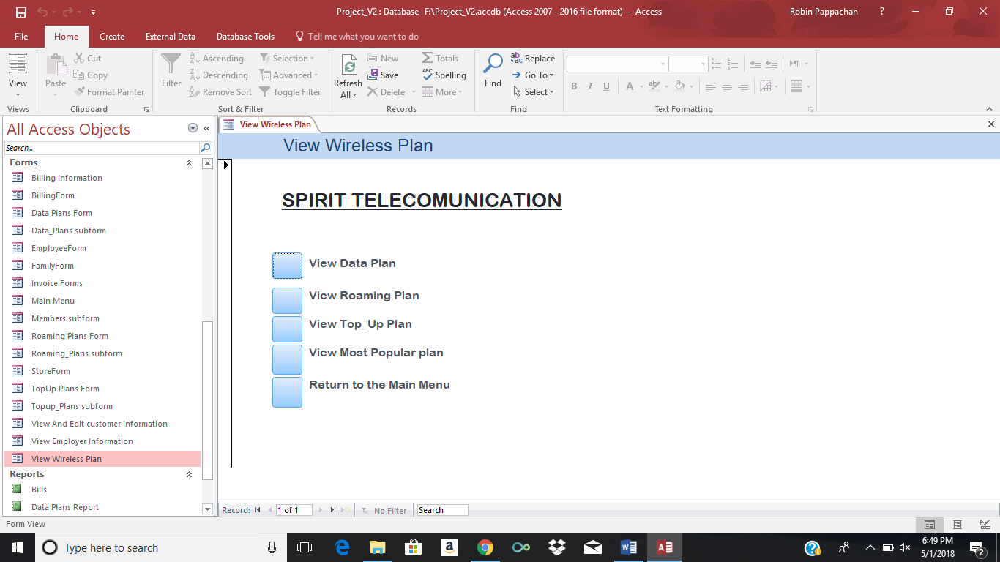 Project_V2 : Database- F:\Project_V2.accdb (Access 2007 - 2016 file format) - Access
Robin Pappachan
?
File
Home
Create
External Data
Database Tools
Tell me what you want to do
View
Views
Paste
Cut
Copy
Format Painter
Clipboard
Filter
Ascending
Descending
Remove Sort
Selection
Advanced
Toggle Filter
Sort & Filter
Refresh
All
New
Save
Delete
Totals
Spelling
More
Records
Find
Replace
Go To
Select
Find
B I U A
Text Formatting
All Access Objects
Search...
Forms
Billing Information
BillingForm
Data Plans Form
Data_Plans subform
EmployeeForm
FamilyForm
Invoice Forms
Main Menu
Members subform
Roaming Plans Form
Roaming_Plans subform
StoreForm
TopUp Plans Form
Topup_Plans subform
View And Edit customer Information
View Employer Information
View Wireless Plan
Reports
Bills
Data Plans Report
View Wireless Plan
View Wireless Plan
SPIRIT TELECOMUNICATION
View Data Plan
View Roaming Plan
View Top_Up Plan
View Most Popular plan
Return to the Main Menu
Record:
1 of 1
No Filter
Search
Form View
Type here to search
6:49 PM
5/1/2018
2